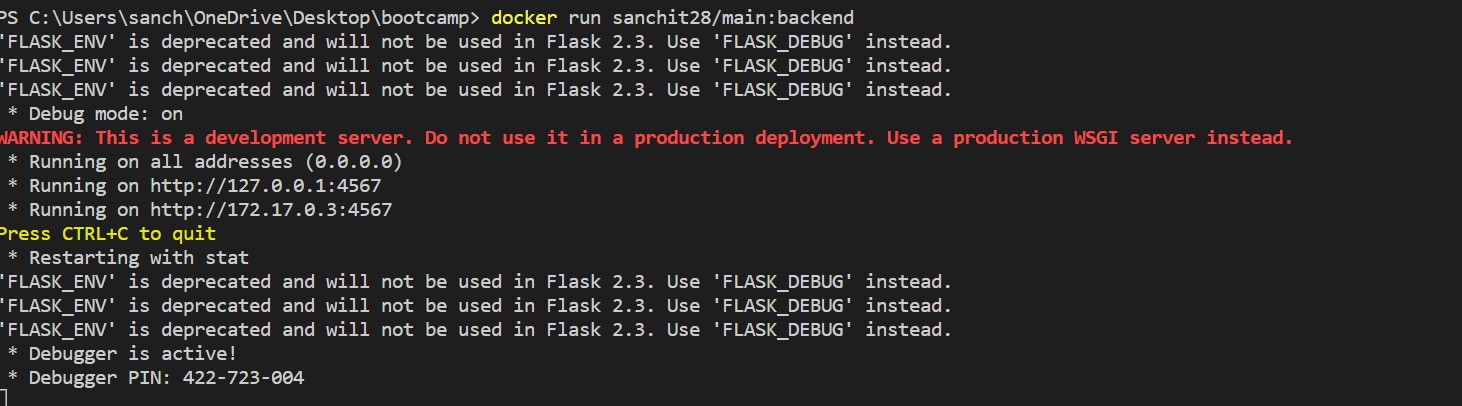 PS C:\Users\sanch\OneDrive\Desktop\bootcamp> docker run sanchit28/main:backend
'FLASK_ENV' is deprecated and will not be used in Flask 2.3. Use 'FLASK_DEBUG' instead.
'FLASK_ENV' is deprecated and will not be used in Flask 2.3. Use 'FLASK_DEBUG' instead.
'FLASK_ENV' is deprecated and will not be used in Flask 2.3. Use 'FLASK_DEBUG' instead.
 * Debug mode: on
WARNING: This is a development server. Do not use it in a production deployment. Use a production WSGI server instead.
 * Running on all addresses (0.0.0.0)
 * Running on http://127.0.0.1:4567
 * Running on http://172.17.0.3:4567
Press CTRL+C to quit
 * Restarting with stat
'FLASK_ENV' is deprecated and will not be used in Flask 2.3. Use 'FLASK_DEBUG' instead.
'FLASK_ENV' is deprecated and will not be used in Flask 2.3. Use 'FLASK_DEBUG' instead.
'FLASK_ENV' is deprecated and will not be used in Flask 2.3. Use 'FLASK_DEBUG' instead.
 * Debugger is active!
 * Debugger PIN: 422-723-004